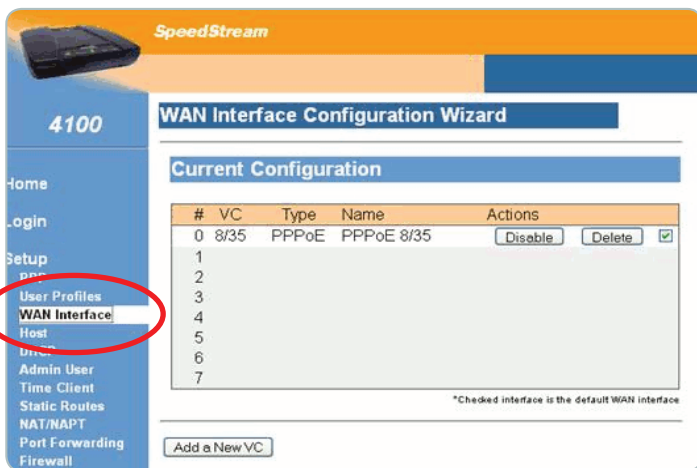 SpeedStream
4100
Home
Login
Setup
User Profiles
WAN Interface
Host
DHCP
Admin User
Time Client
Static Routes
NAT/NAPT
Port Forwarding
Firewall
WAN Interface Configuration Wizard
Current Configuration
# VC Type Name Actions
0 8/35 PPPoE PPPoE 8/35 Disable Delete
1
2
3
4
5
6
7
*Checked interface is the default WAN interface
Add a New VC